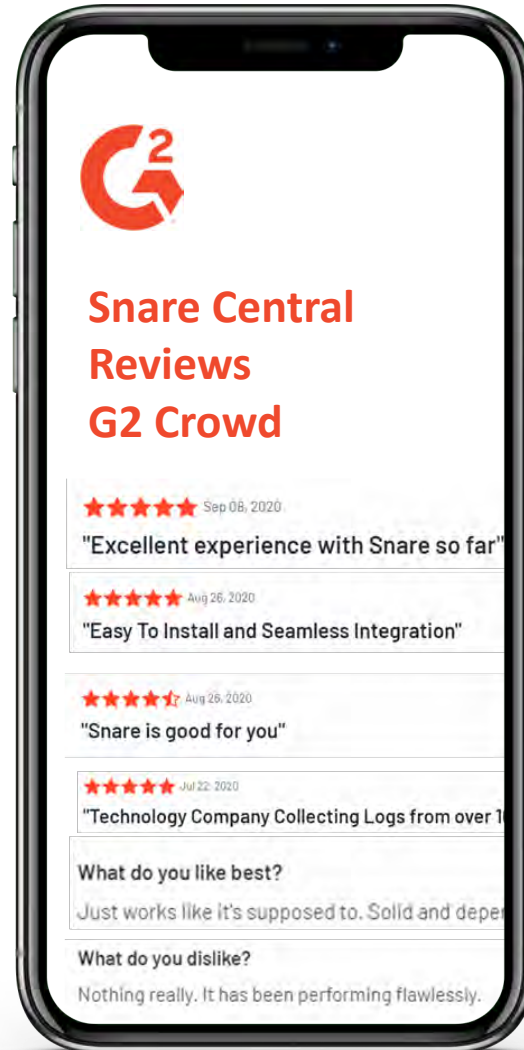 G2
Snare Central
Reviews
G2 Crowd
Sep 08, 2020
"Excellent experience with Snare so far"
Aug 26, 2020
"Easy To Install and Seamless Integration"
Aug 26, 2020
"Snare is good for you"
Jul 22, 2020
"Technology Company Collecting Logs from over
What do you like best?
Just works like it's supposed to. Solid and
What do you dislike?
Nothing really. It has been performing flawlessly.